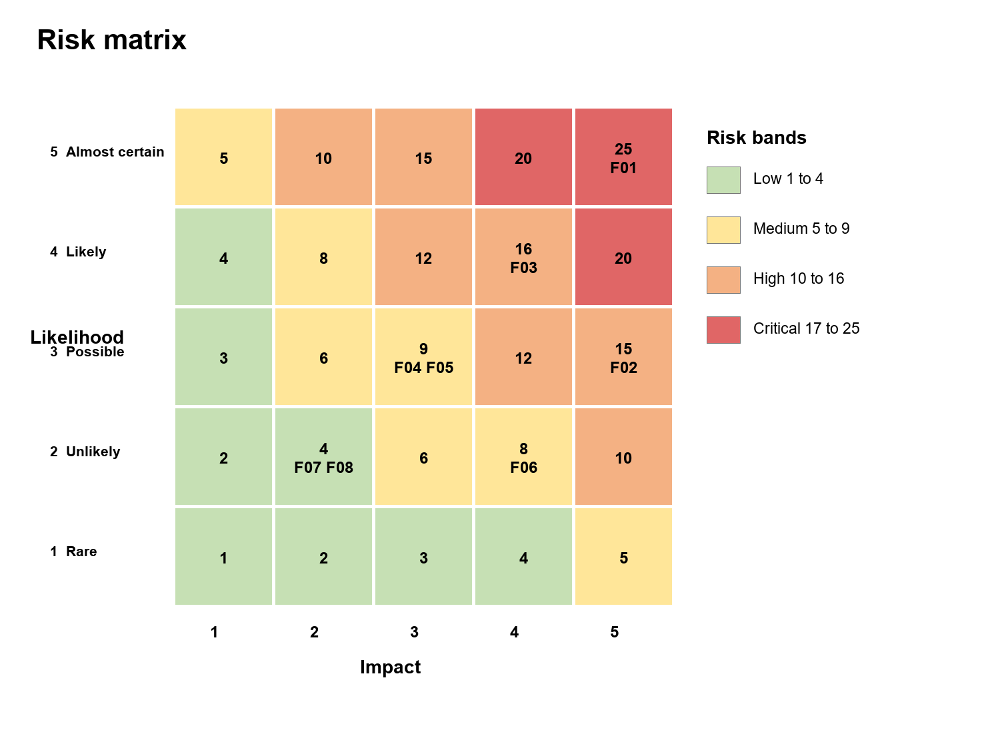 Risk matrix
5 Almost certain
5
10
15
20
25
F01
4 Likely
4
8
12
16
F03
20
Likelihood
3 Possible
3
6
9
F04 F05
12
15
F02
2 Unlikely
2
4
F07 F08
6
8
F06
10
1 Rare
1
2
3
4
5
1 2 3 4 5
Impact
Risk bands
Low 1 to 4
Medium 5 to 9
High 10 to 16
Critical 17 to 25